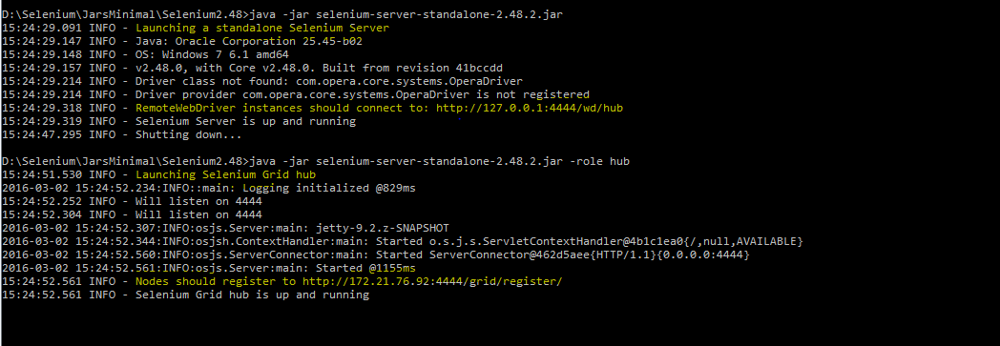 D:\Selenium\JarsMinimal\Selenium2.48>java -jar selenium-server-standalone-2.48.2.jar
15:24:29.091 INFO - Launching a standalone Selenium Server
15:24:29.147 INFO - Java: Oracle Corporation 25.45-b02
15:24:29.148 INFO - OS: Windows 7 6.1 amd64
15:24:29.157 INFO - v2.48.0, with Core v2.48.0. Built from revision 41bccdd
15:24:29.214 INFO - Driver class not found: com.opera.core.systems.OperaDriver
15:24:29.214 INFO - Driver provider com.opera.core.systems.OperaDriver is not registered
15:24:29.318 INFO - RemoteWebDriver instances should connect to: http://127.0.0.1:4444/wd/hub
15:24:29.319 INFO - Selenium Server is up and running
15:24:47.295 INFO - Shutting down...
D:\Selenium\JarsMinimal\Selenium2.48>java -jar selenium-server-standalone-2.48.2.jar -role hub
15:24:51.530 INFO - Launching Selenium Grid hub
2016-03-02 15:24:52.234:INFO::main: Logging initialized @829ms
15:24:52.252 INFO - Will listen on 4444
15:24:52.304 INFO - Will listen on 4444
2016-03-02 15:24:52.307:INFO:osjs.Server:main: jetty-9.2.z-SNAPSHOT
2016-03-02 15:24:52.344:INFO:osjsh.ContextHandler:main: Started o.s.j.s.ServletContextHandler@4b1c1ea0{/,null,AVAILABLE}
2016-03-02 15:24:52.560:INFO:osjs.ServerConnector:main: Started ServerConnector@462d5aee{HTTP/1.1}{0.0.0.0:4444}
2016-03-02 15:24:52.561:INFO:osjs.Server:main: Started @1155ms
15:24:52.561 INFO - Nodes should register to http://172.21.76.92:4444/grid/register/
15:24:52.561 INFO - Selenium Grid hub is up and running